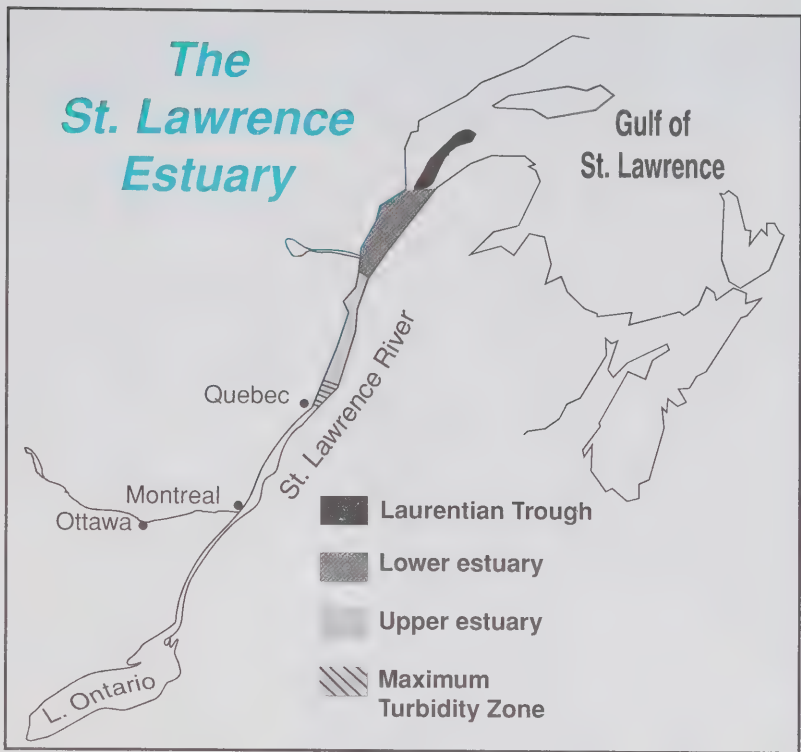 The
St. Lawrence
Estuary
Gulf of
St. Lawrence
Quebec
St. Lawrence River
Montreal
Ottawa
L. Ontario
Laurentian Trough
Lower estuary
Upper estuary
Maximum
Turbidity Zone